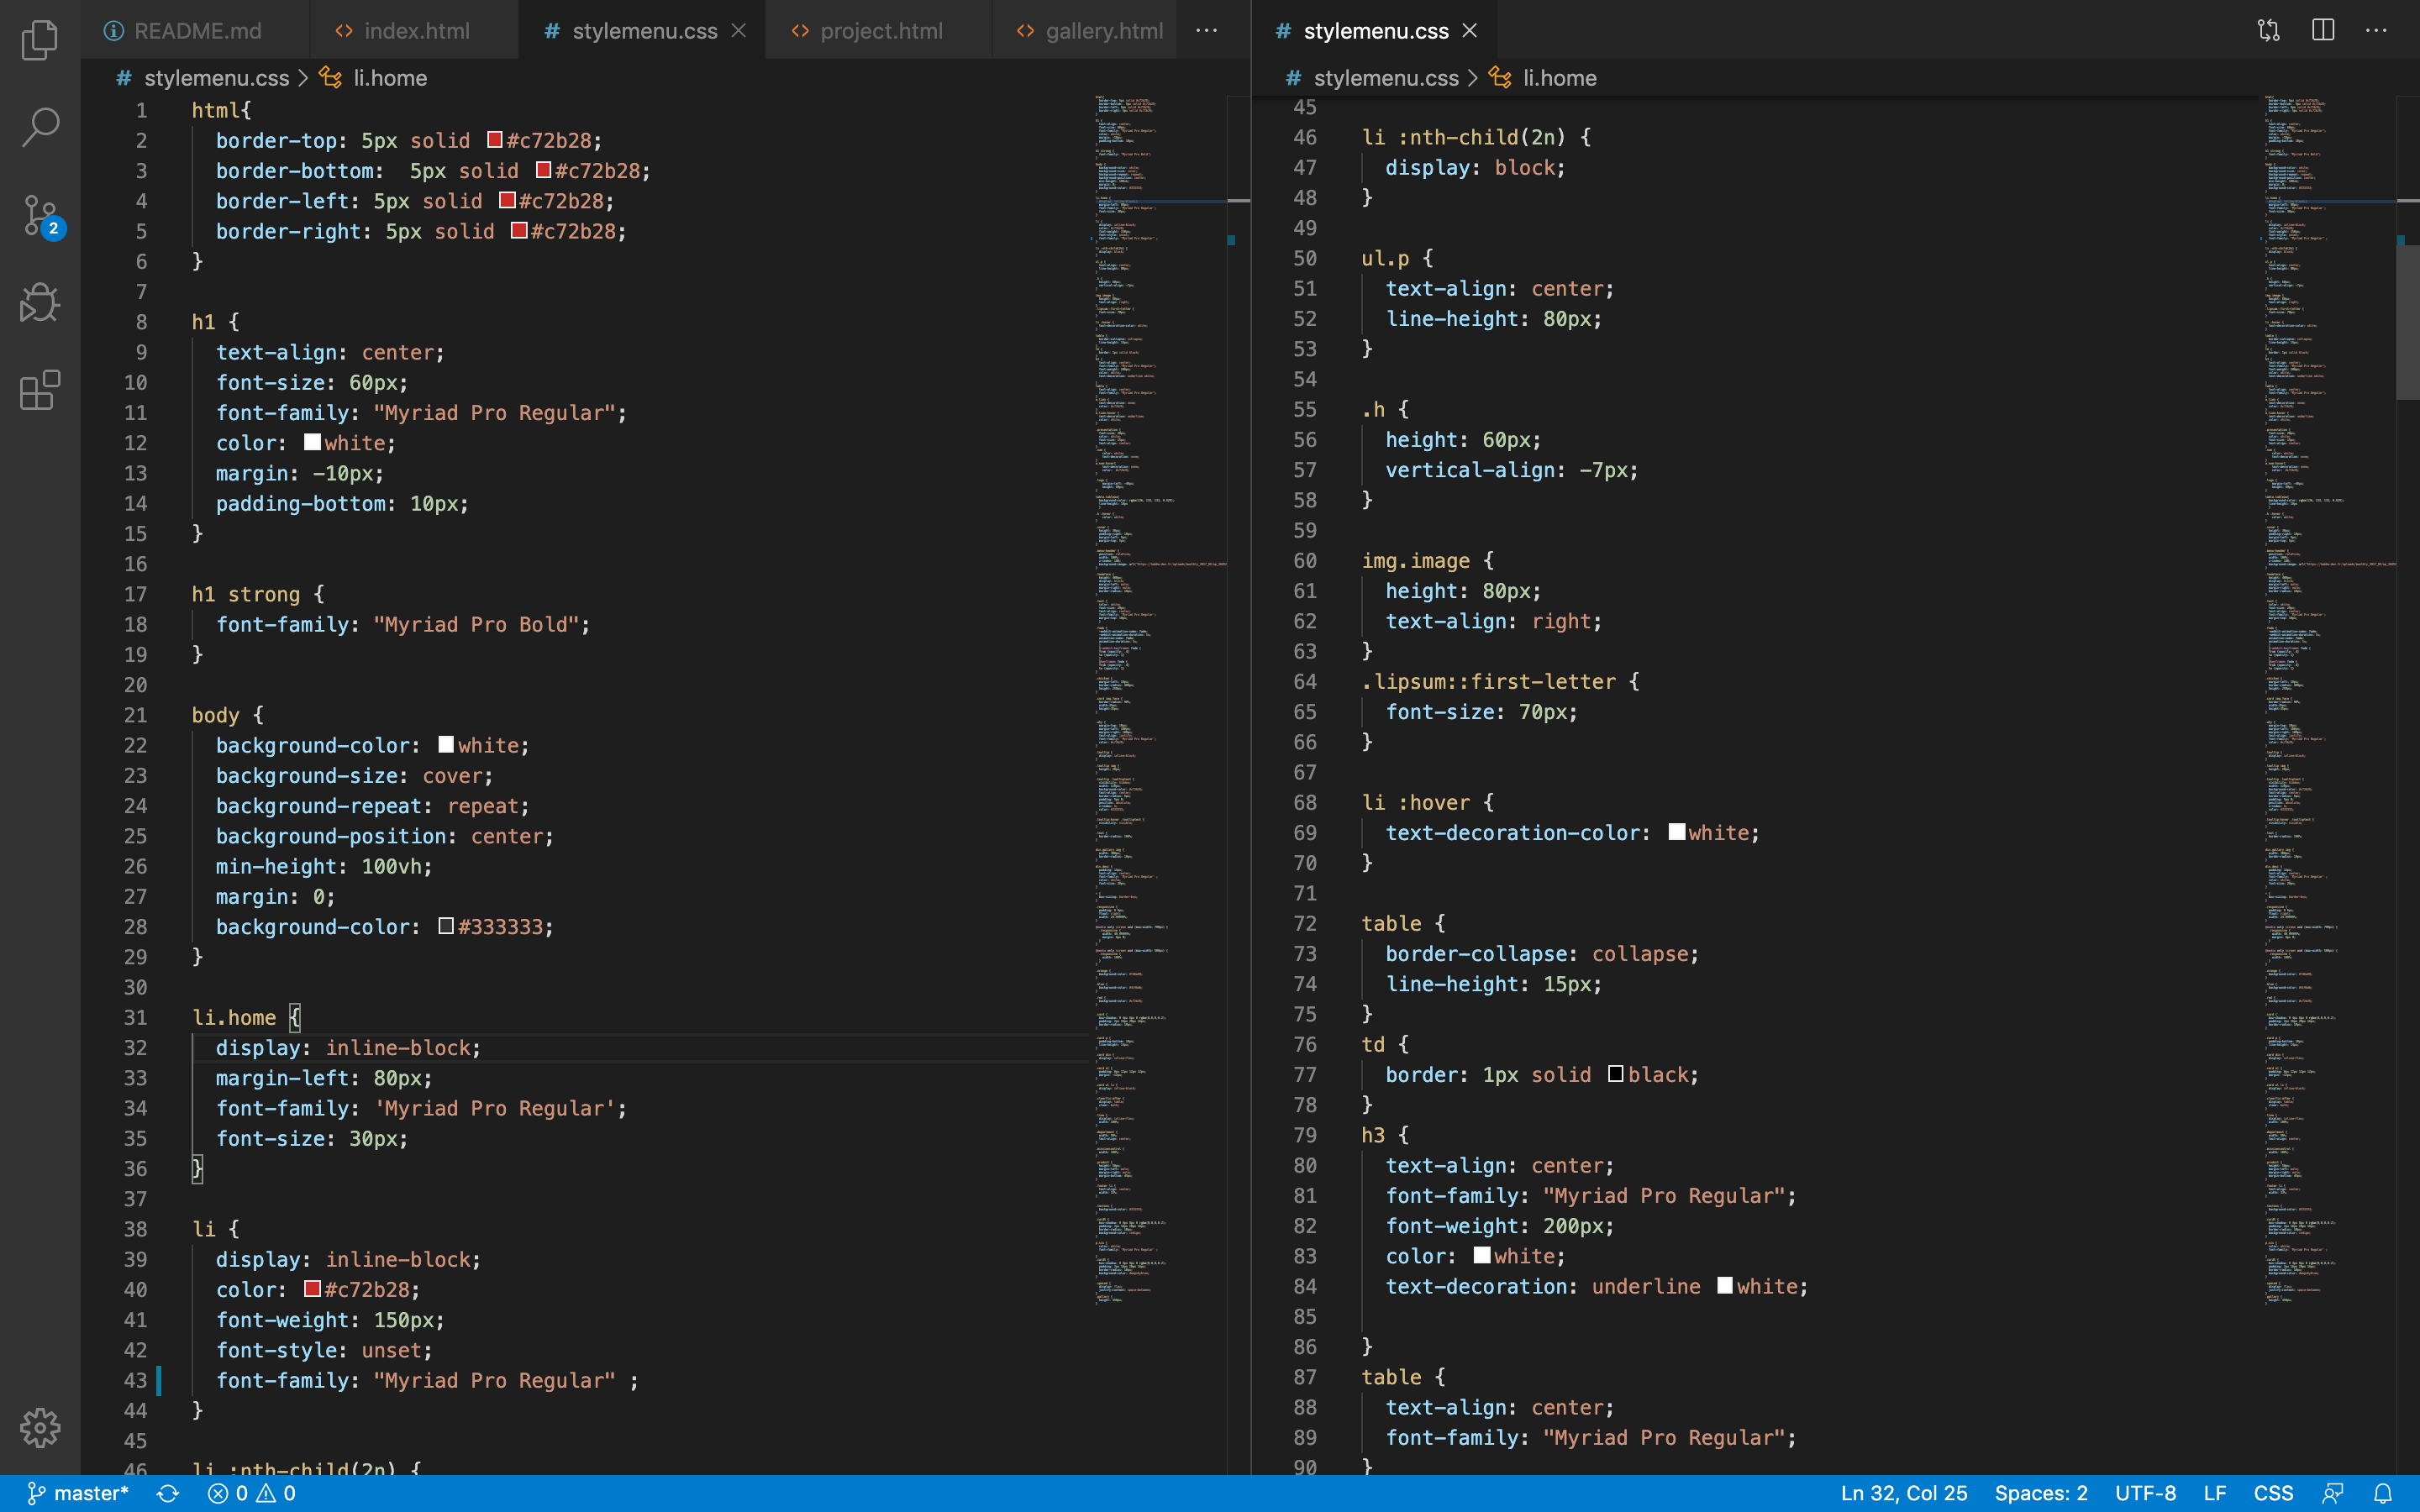 README.md index.html stylemenu.css project.html gallery.html
stylemenu.css > li.home
1 html{
2 border-top: 5px solid #c72b28;
3 border-bottom:  5px solid #c72b28;
4 border-left: 5px solid #c72b28;
5 border-right: 5px solid #c72b28;
6 }
7
8 h1 {
9 text-align: center;
10 font-size: 60px;
11 font-family: "Myriad Pro Regular";
12 color: white;
13 margin: -10px;
14 padding-bottom: 10px;
15 }
16
17 h1 strong {
18 font-family: "Myriad Pro Bold";
19 }
20
21 body {
22 background-color: white;
23 background-size: cover;
24 background-repeat: repeat;
25 background-position: center;
26 min-height: 100vh;
27 margin: 0;
28 background-color: #333333;
29 }
30
31 li.home {
32 display: inline-block;
33 margin-left: 80px;
34 font-family: 'Myriad Pro Regular';
35 font-size: 30px;
36 }
37
38 li {
39 display: inline-block;
40 color: #c72b28;
41 font-weight: 150px;
42 font-style: unset;
43 font-family: "Myriad Pro Regular" ;
44 }
45
46 li :nth-child(2n) {
stylemenu.css
stylemenu.css > li.home
45
46 li :nth-child(2n) {
47 display: block;
48 }
49
50 ul.p {
51 text-align: center;
52 line-height: 80px;
53 }
54
55 .h {
56 height: 60px;
57 vertical-align: -7px;
58 }
59
60 img.image {
61 height: 80px;
62 text-align: right;
63 }
64 .lipsum::first-letter {
65 font-size: 70px;
66 }
67
68 li :hover {
69 text-decoration-color: white;
70 }
71
72 table {
73 border-collapse: collapse;
74 line-height: 15px;
75 }
76 td {
77 border: 1px solid black;
78 }
79 h3 {
80 text-align: center;
81 font-family: "Myriad Pro Regular";
82 font-weight: 200px;
83 color: white;
84 text-decoration: underline white;
85
86 }
87 table {
88 text-align: center;
89 font-family: "Myriad Pro Regular";
90 }
2
master* 0 0 Ln 32, Col 25 Spaces: 2 UTF-8 LF CSS